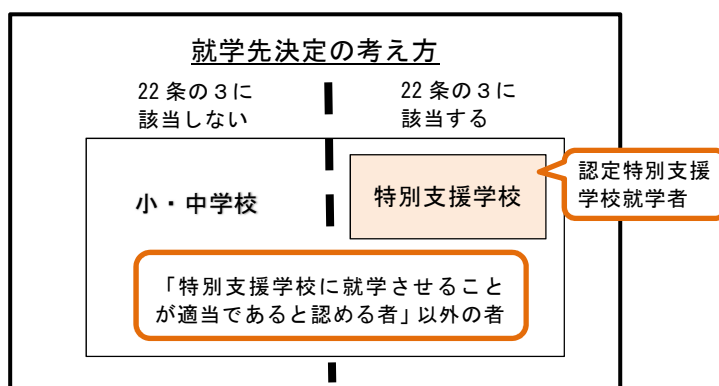 就学先決定の考え方
22 条の３に
該当しない
22 条の３に
該当する
小・中学校
特別支援学校
認定特別支援
学校就学者
「特別支援学校に就学させること
が適当であると認める者」以外の者